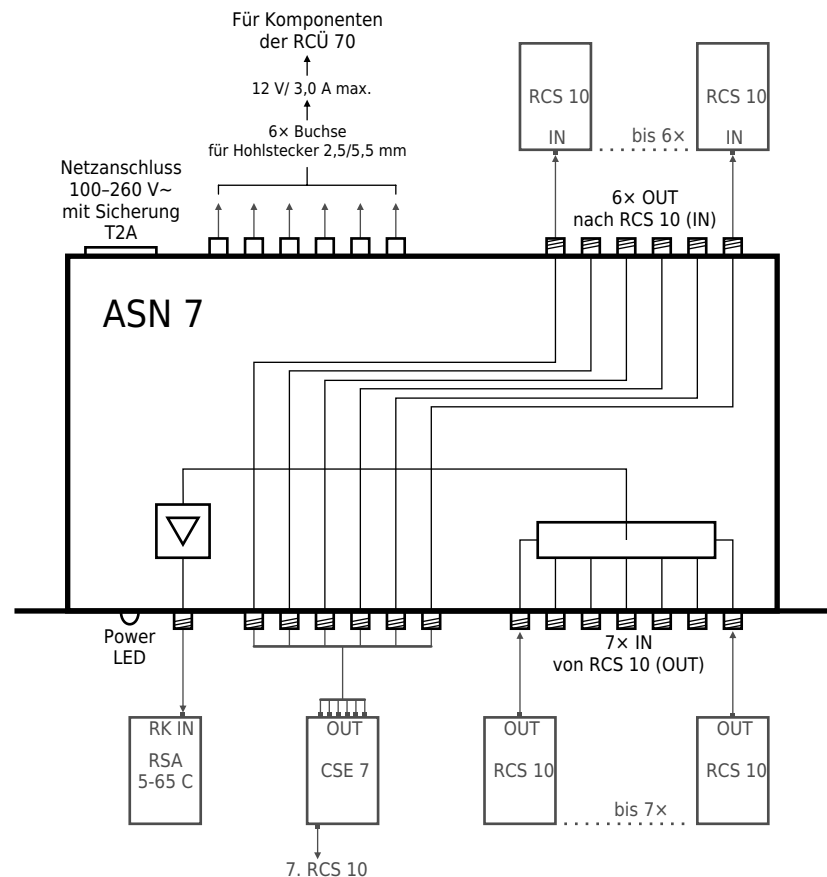 Für Komponenten
der RCÜ 70
12 V/ 3,0 A max.
6× Buchse
für Hohlstecker 2,5/5,5 mm
Netzanschluss
100–260 V~
mit Sicherung
T2A
RCS 10
IN
bis 6×
RCS 10
IN
6× OUT
nach RCS 10 (IN)
ASN 7
Power
LED
7× IN
von RCS 10 (OUT)
RK IN
RSA
5-65 C
OUT
CSE 7
7. RCS 10
OUT
RCS 10
bis 7×
OUT
RCS 10